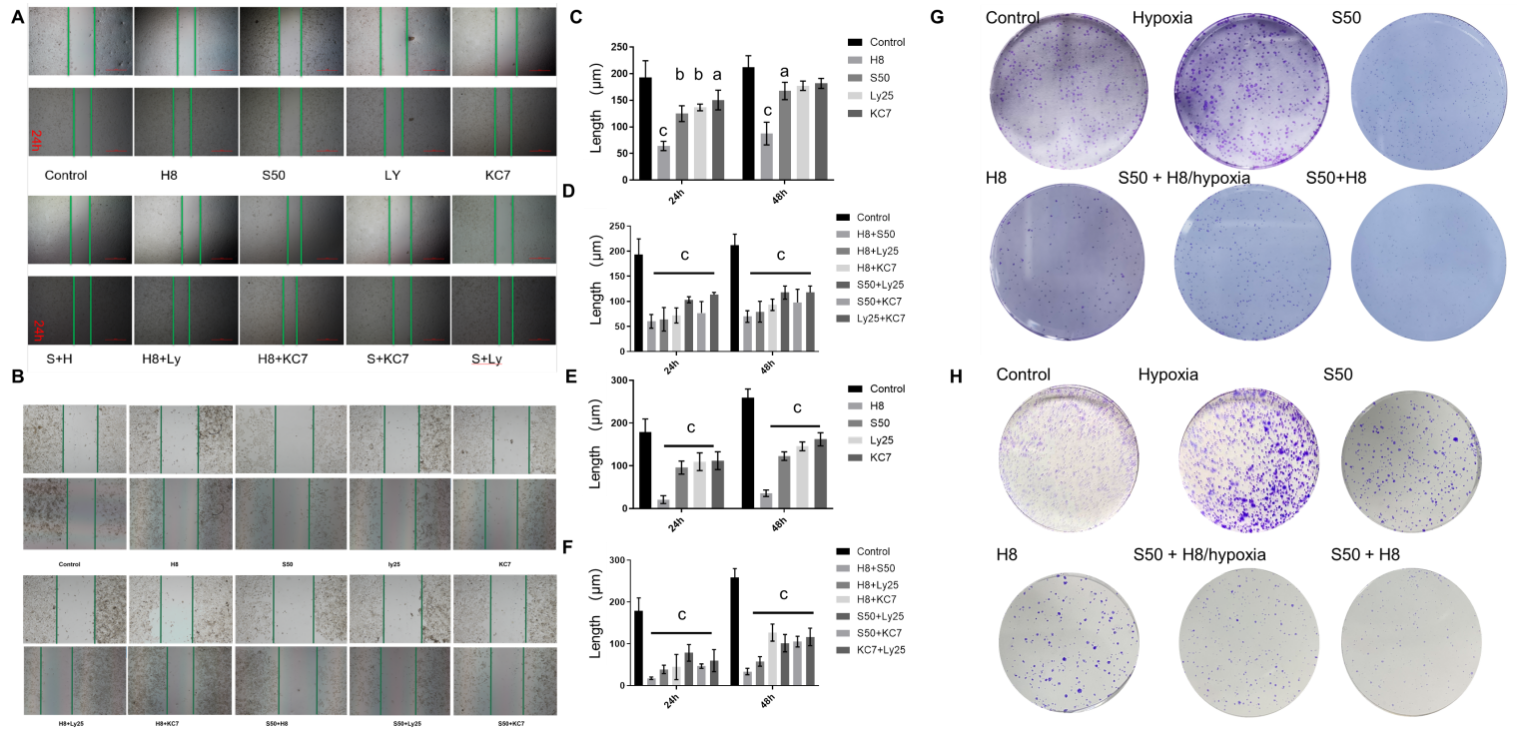 A
24h
Control H8 S50 LY KC7
24h
S+H H8+Ly H8+KC7 S+KC7 S+Ly
B
Control H8 S50 ly25 KC7
H8+Ly25 H8+KC7 S50+H8 S50+Ly25 S50+KC7
C
Length （μm）
250
200
150
100
50
0
c b b a
c a
24h 48h
Control
H8
S50
Ly25
KC7
D
Length （μm）
250
200
150
100
50
0
c c
24h 48h
Control
H8+S50
H8+Ly25
H8+KC7
S50+Ly25
S50+KC7
Ly25+KC7
E
Length （μm）
300
200
100
0
c c
24h 48h
Control
H8
S50
Ly25
KC7
F
Length （μm）
300
200
100
0
c c
24h 48h
Control
H8+S50
H8+Ly25
H8+KC7
S50+Ly25
S50+KC7
KC7+Ly25
G
Control Hypoxia S50
H8 S50 + H8/hypoxia S50+H8
H
Control Hypoxia S50
H8 S50 + H8/hypoxia S50 + H8